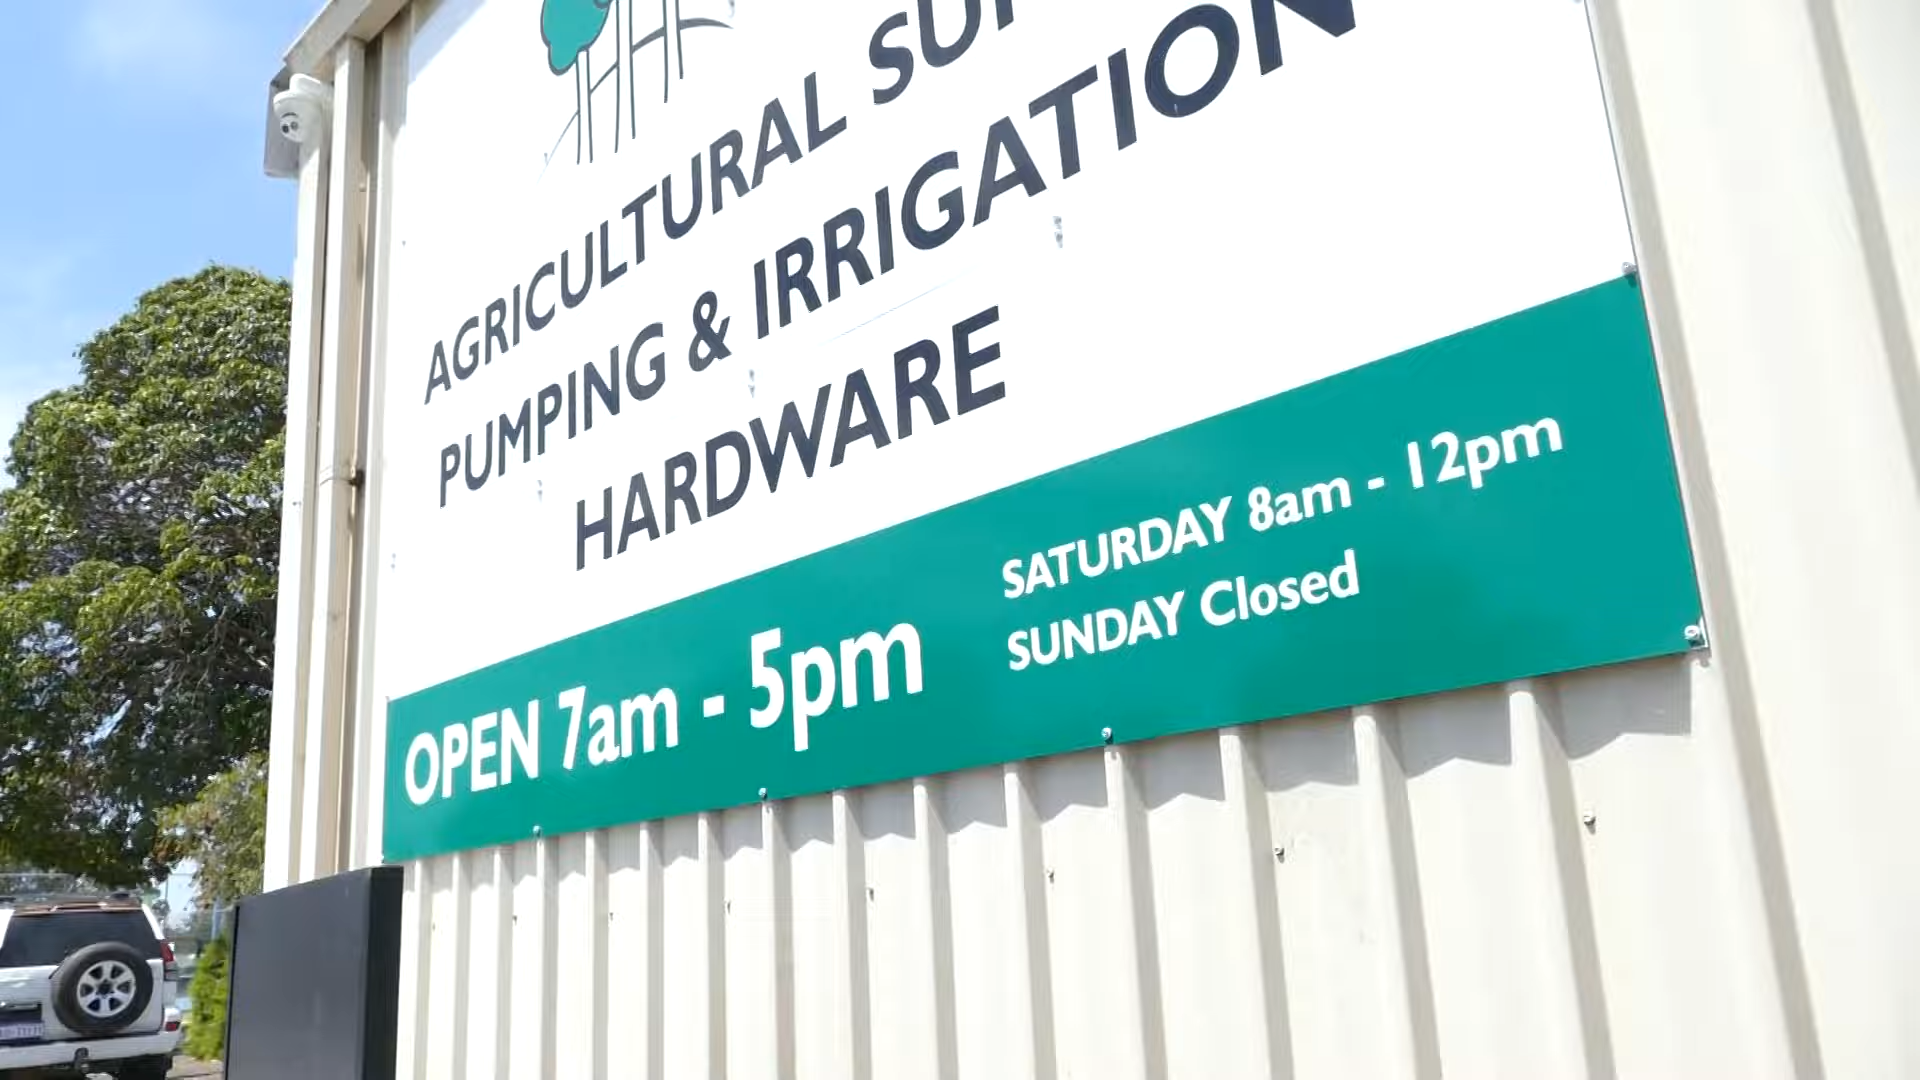 AGRICULTURAL
PUMPING & IRRIGATION
HARDWARE
OPEN 7am - 5pm
SATURDAY 8am - 12pm
SUNDAY Closed